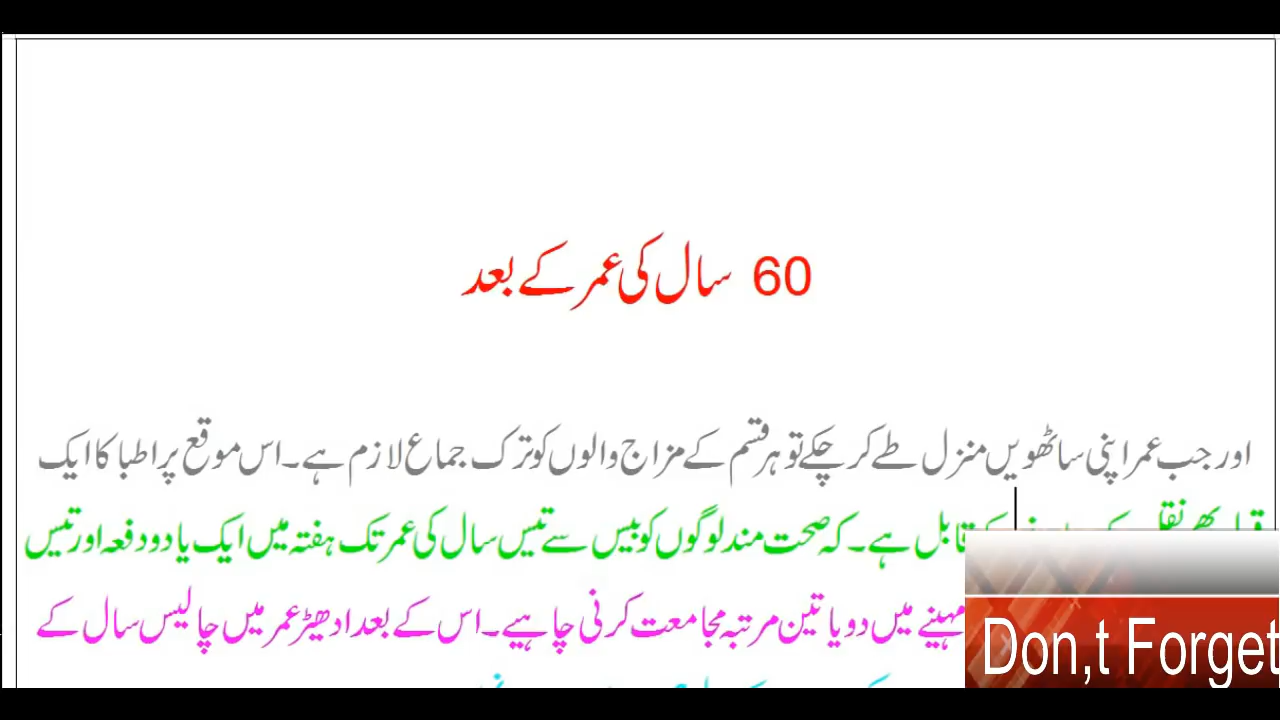 60 سال کی عمر کے بعد
اور جب عمر اپنی ساٹھویں منزل طے کر چکے تو ہر قسم کے مزاج والوں کو ترک جماع لازم ہے۔ اس موقع پر اطبا کا ایک
قابل ہے۔ کہ صحت مند لوگوں کو بیس سے تیس سال کی عمر تک ہفتہ میں ایک یا دو دفعہ اور تیس
مہینے میں دو یا تین مرتبہ مجامعت کرنی چاہیے۔ اس کے بعد ادھیڑ عمر میں چالیس سال کے
Don,t Forget